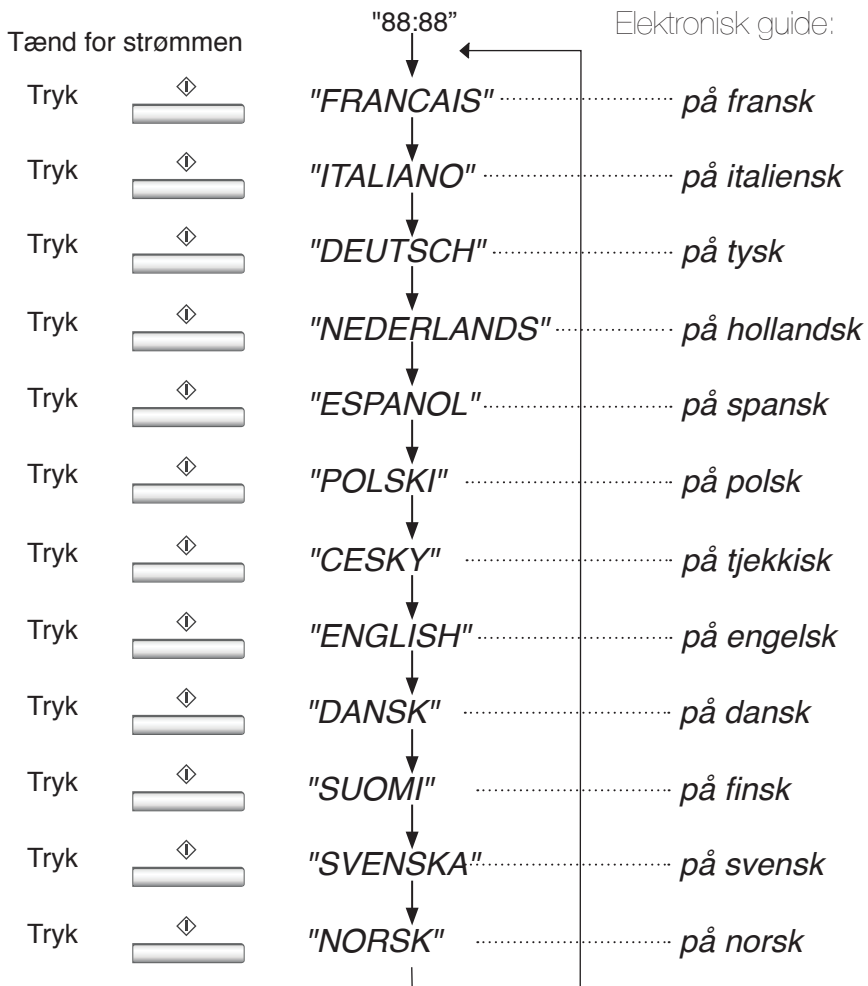 "88:88"
Elektronisk guide:
Tænd for strømmen
Tryk "FRANCAIS" på fransk
Tryk "ITALIANO" på italiensk
Tryk "DEUTSCH" på tysk
Tryk "NEDERLANDS" på hollandsk
Tryk "ESPANOL" på spansk
Tryk "POLSKI" på polsk
Tryk "CESKY" på tjekkisk
Tryk "ENGLISH" på engelsk
Tryk "DANSK" på dansk
Tryk "SUOMI" på finsk
Tryk "SVENSKA" på svensk
Tryk "NORSK" på norsk